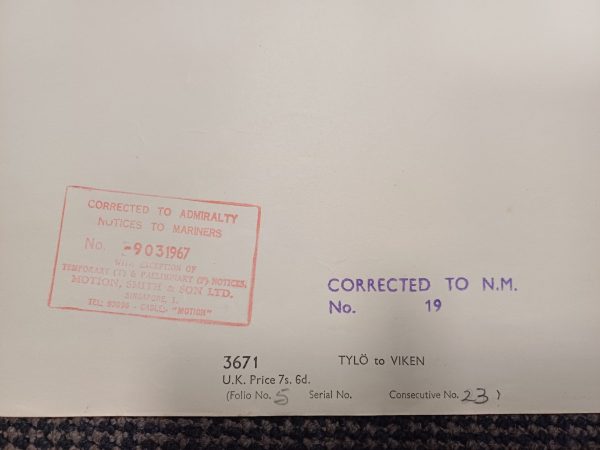 CORRECTED TO ADMIRALTY
NOTICES TO MARINERS
No. -9031967
WITH EXCEPTION OF
TEMPORARY (T) & PRELIMINARY (P) NOTICES,
MOTION, SMITH & SON LTD.
SINGAPORE, 1.
TEL: - CABLES "MOTION"
CORRECTED TO N.M.
No. 19
3671 TYLÖ to VIKEN
U.K. Price 7s. 6d.
(Folio No. 5 Serial No. Consecutive No. 23)